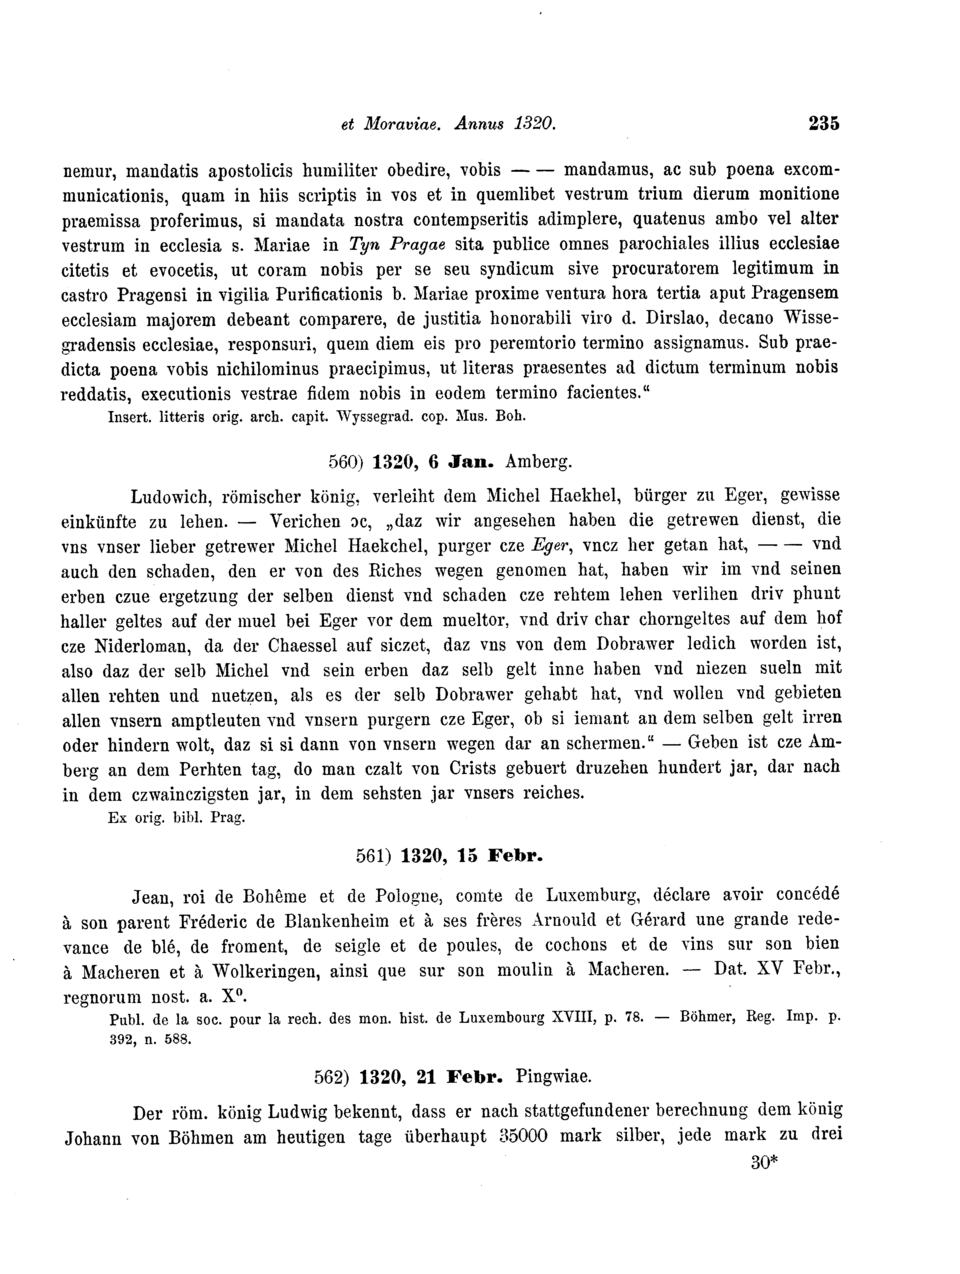 et Moraviae. Annus 1320. 235
nemur, mandatis apostolicis humiliter obedire, vobis — — mandamus, ac sub poena excom-
municationis, quam in hiis scriptis in vos et in quemlibet vestrum trium dierum monitione
praemissa proferimus, si mandata nostra contempseritis adimplere, quatenus ambo vel alter
vestrum in ecclesia s. Mariae in Tyn Pragae sita publice omnes parochiales illius ecclesiae
citetis et evocetis, ut coram nobis per se seu syndicum sive procuratorem legitimum in
castro Pragensi in vigilia Purificationis b. Mariae proxime ventura hora tertia aput Pragensem
ecclesiam majorem debeant comparere, de justitia honorabili viro d. Dirslao, decano Wisse-
gradensis ecclesiae, responsuri, quem diem eis pro peremtorio termino assignamus. Sub prae-
dicta poena vobis nichilominus praecipimus, ut literas praesentes ad dictum terminum nobis
reddatis, executionis vestrae fidem nobis in eodem termino facientes.“
Insert. litteris orig. arch. capit. Wyssegrad. cop. Mus. Boh.
560) 1320, 6 Jan. Amberg.
Ludowich, römischer könig, verleiht dem Michel Haekhel, bürger zu Eger, gewisse
einkünfte zu lehen. — Verichen ɔc, „daz wir angesehen haben die getrewen dienst, die
vns vnser lieber getrewer Michel Haekchel, purger cze Eger, vncz her getan hat, — — vnd
auch den schaden, den er von des Riches wegen genomen hat, haben wir im vnd seinen
erben czue ergetzung der selben dienst vnd schaden cze rehtem lehen verlihen driv phunt
haller geltes auf der muel bei Eger vor dem mueltor, vnd driv char chorngeltes auf dem hof
cze Niderloman, da der Chaessel auf siczet, daz vns von dem Dobrawer ledich worden ist,
also daz der selb Michel vnd sein erben daz selb gelt inne haben vnd niezen sueln mit
allen rehten und nuetzen, als es der selb Dobrawer gehabt hat, vnd wollen vnd gebieten
allen vnsern amptleuten vnd vnsern purgern cze Eger, ob si iemant an dem selben gelt irren
oder hindern wolt, daz si si dann von vnsern wegen dar an schermen.“ — Geben ist cze Am-
berg an dem Perhten tag, do man czalt von Crists gebuert druzehen hundert jar, dar nach
in dem czwainczigsten jar, in dem sehsten jar vnsers reiches.
Ex orig. bibl. Prag.
561) 1320, 15 Febr.
Jean, roi de Bohême et de Pologne, comte de Luxemburg, déclare avoir concédé
à son parent Fréderic de Blankenheim et à ses frères Arnould et Gérard une grande rede-
vance de blé, de froment, de seigle et de poules, de cochons et de vins sur son bien
à Macheren et à Wolkeringen, ainsi que sur son moulin à Macheren. — Dat. XV Febr.,
regnorum nost. a. X⁰.
Publ. de la soc. pour la rech. des mon. hist. de Luxembourg XVIII, p. 78. — Böhmer, Reg. Imp. p.
392, n. 588.
562) 1320, 21 Febr. Pingwiae.
Der röm. könig Ludwig bekennt, dass er nach stattgefundener berechnung dem könig
Johann von Böhmen am heutigen tage überhaupt 35000 mark silber, jede mark zu drei
30*